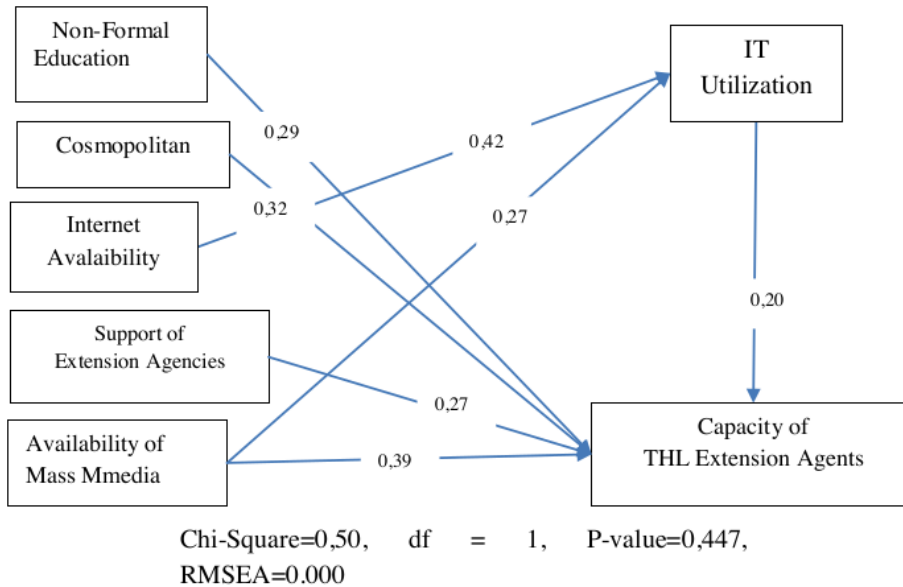 Non-Formal
Education
IT
Utilization
0,29
0,42
Cosmopolitan
0,32
0,27
Internet
Avalaibility
0,20
Support of
Extension Agencies
0,27
Capacity of
THL Extension Agents
Availability of
Mass Mmedia
0,39
Chi-Square=0,50, df = 1, P-value=0,447,
RMSEA=0.000